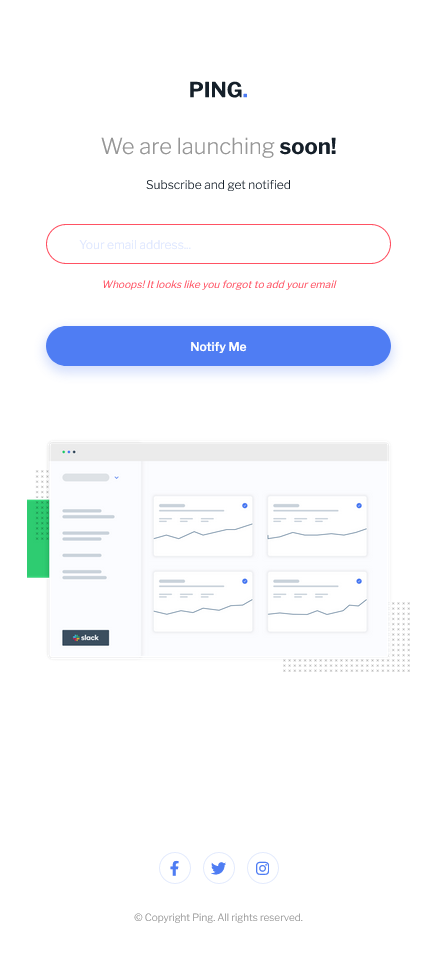 PING.
We are launching soon!
Subscribe and get notified
Your email address...
Whoops! It looks like you forgot to add your email
Notify Me
slack
© Copyright Ping. All rights reserved.